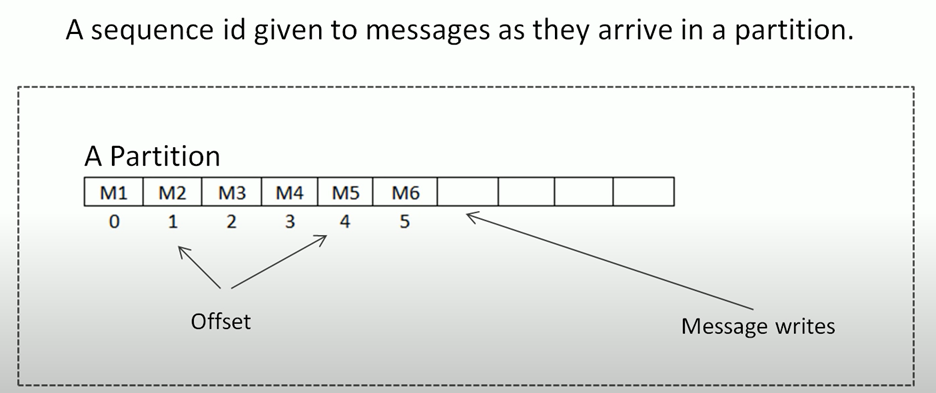 A sequence id given to messages as they arrive in a partition.
A Partition
M1 M2 M3 M4 M5 M6
0 1 2 3 4 5
Offset
Message writes